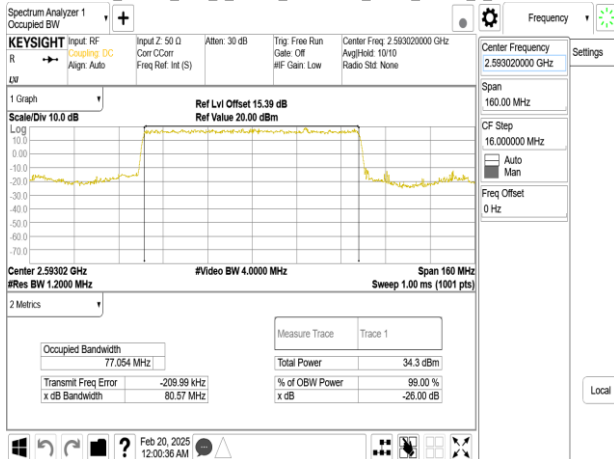 Spectrum Analyzer 1
Occupied BW
+
Frequency
KEYSIGHT
R
Input: RF
Coupling: DC
Align: Auto
Input Z: 50 Ω
Corr CCorr
Freq Ref: Int (S)
Atten: 30 dB
Trig: Free Run
Gate: Off
#IF Gain: Low
Center Freq: 2.593020000 GHz
Avg|Hold: 10/10
Radio Std: None
Center Frequency
2.593020000 GHz
Settings
Span
160.00 MHz
CF Step
16.000000 MHz
Auto
Man
Freq Offset
0 Hz
Local
1 Graph
Scale/Div 10.0 dB
Ref Lvl Offset 15.39 dB
Ref Value 20.00 dBm
Log
10.0
0.00
-10.0
-20.0
-30.0
-40.0
-50.0
-60.0
-70.0
Center 2.59302 GHz
#Video BW 4.0000 MHz
Span 160 MHz
#Res BW 1.2000 MHz
Sweep 1.00 ms (1001 pts)
2 Metrics
Measure Trace
Trace 1
Occupied Bandwidth
77.054 MHz
Total Power
34.3 dBm
Transmit Freq Error
-209.99 kHz
% of OBW Power
99.00 %
x dB Bandwidth
80.57 MHz
x dB
-26.00 dB
?
Feb 20, 2025
12:00:36 AM